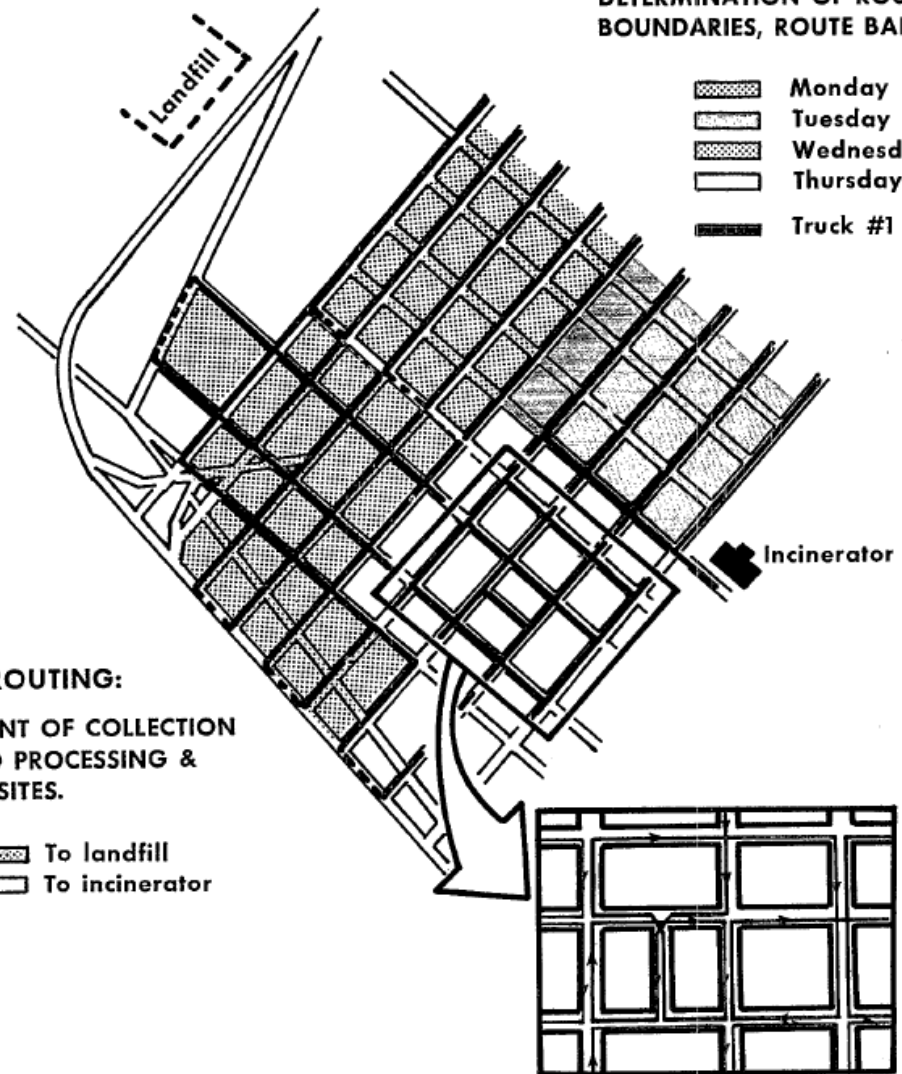 DETERMINATION OF ROU
BOUNDARIES, ROUTE BAL
Landfill
Monday
Tuesday
Wednesd
Thursday
Truck #1
Incinerator
ROUTING:
NT OF COLLECTION
O PROCESSING &
SITES.
To landfill
To incinerator